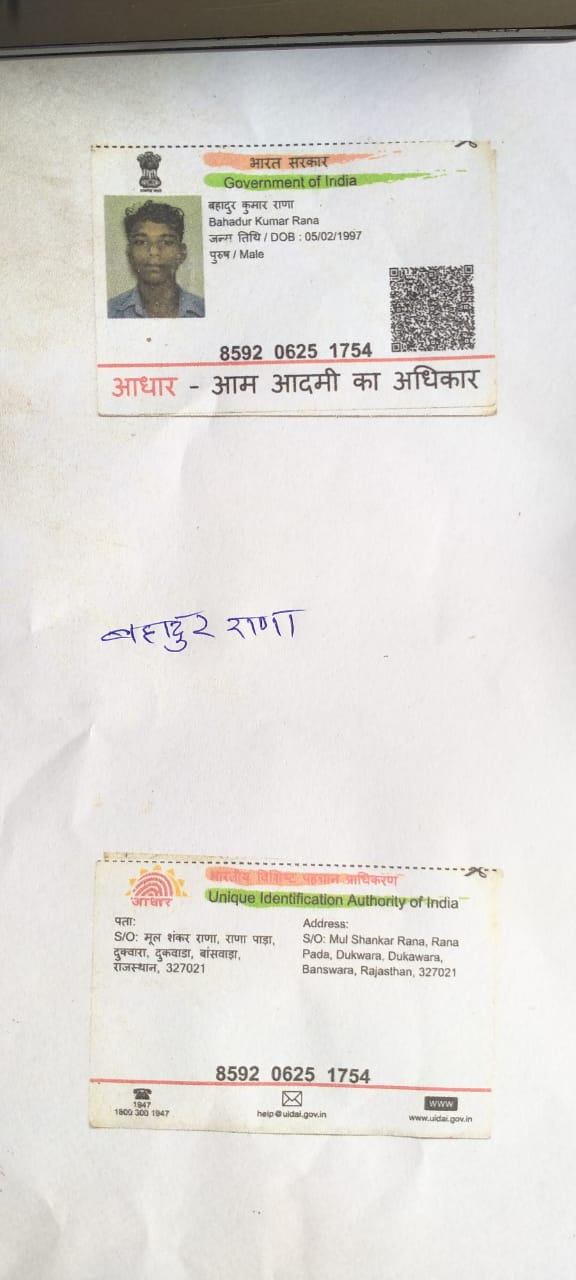 भारत सरकार
Government of India
बहादुर कुमार राणा
Bahadur Kumar Rana
जन्म तिथि / DOB : 05/02/1997
पुरुष / Male
8592 0625 1754
आधार - आम आदमी का अधिकार
बहादुर राणा
भारतीय विशिष्ट पहचान प्राधिकरण
आधार
Unique Identification Authority of India
पता:
S/O: मूल शंकर राणा, राणा पाड़ा,
दुक्वारा, दुकवाडा, बांसवाड़ा,
राजस्थान, 327021
Address:
S/O: Mul Shankar Rana, Rana
Pada, Dukwara, Dukawara,
Banswara, Rajasthan, 327021
8592 0625 1754
1947
1800 300 1947
help@uidai.gov.in
WWW
www.uidai.gov.in